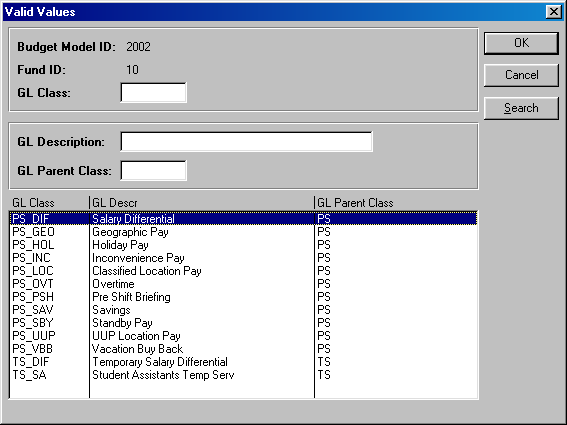 Valid Values
Budget Model ID: 2002
OK
Fund ID: 10
Cancel
GL Class:
Search
GL Description:
GL Parent Class:
GL Class GL Descr GL Parent Class
PS_DIF Salary Differential PS
PS_GEO Geographic Pay PS
PS_HOL Holiday Pay PS
PS_INC Inconvenience Pay PS
PS_LOC Classified Location Pay PS
PS_OVT Overtime PS
PS_PSH Pre Shift Briefing PS
PS_SAV Savings PS
PS_SBY Standby Pay PS
PS_UUP UUP Location Pay PS
PS_VBB Vacation Buy Back PS
TS_DIF Temporary Salary Differential TS
TS_SA Student Assistants Temp Serv TS